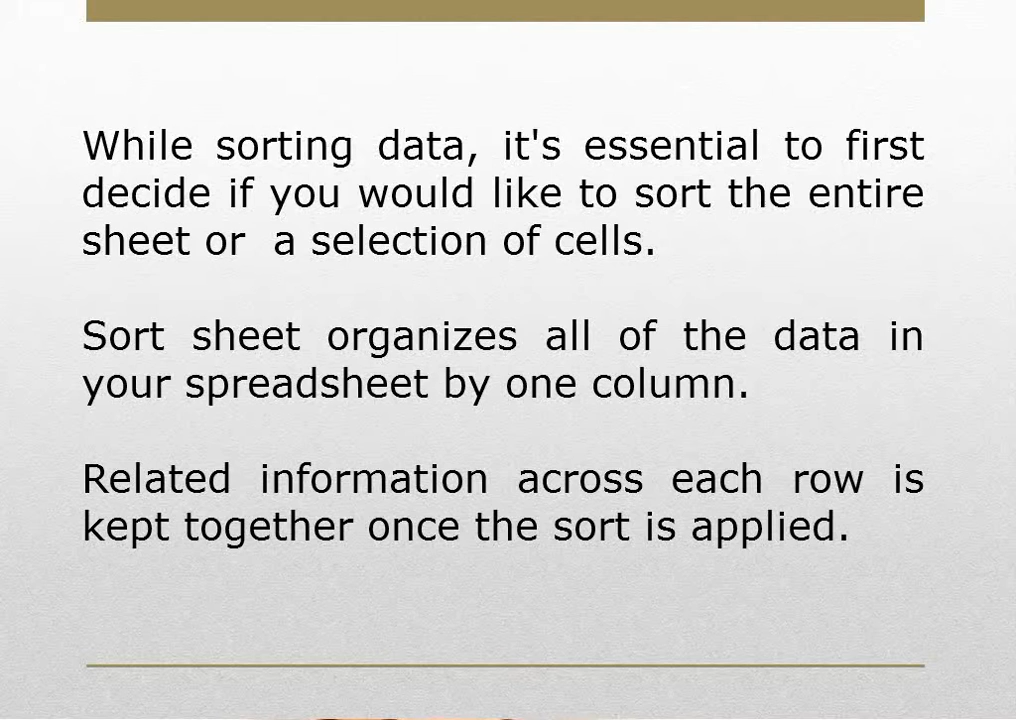 While sorting data, it's essential to first
decide if you would like to sort the entire
sheet or  a selection of cells.
Sort sheet organizes all of the data in
your spreadsheet by one column.
Related information across each row is
kept together once the sort is applied.